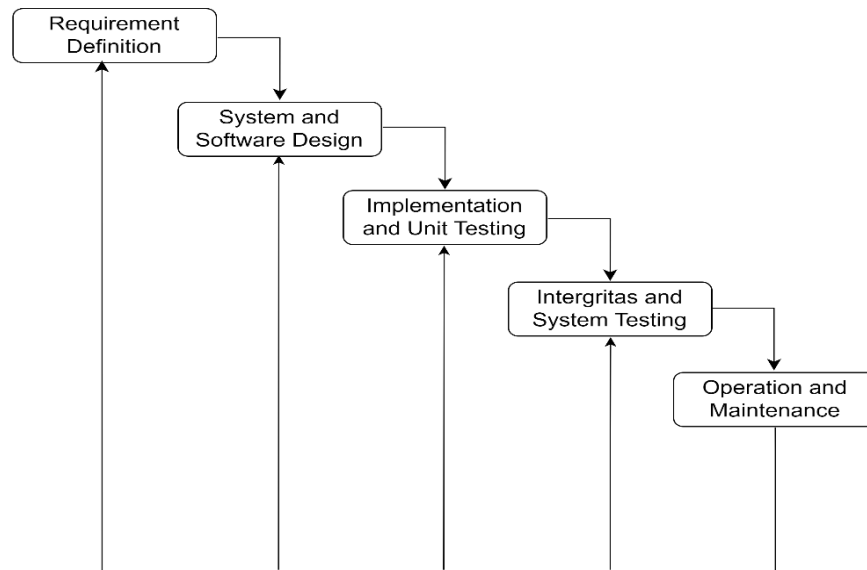 Requirement
Definition
System and
Software Design
Implementation
and Unit Testing
Intergritas and
System Testing
Operation and
Maintenance